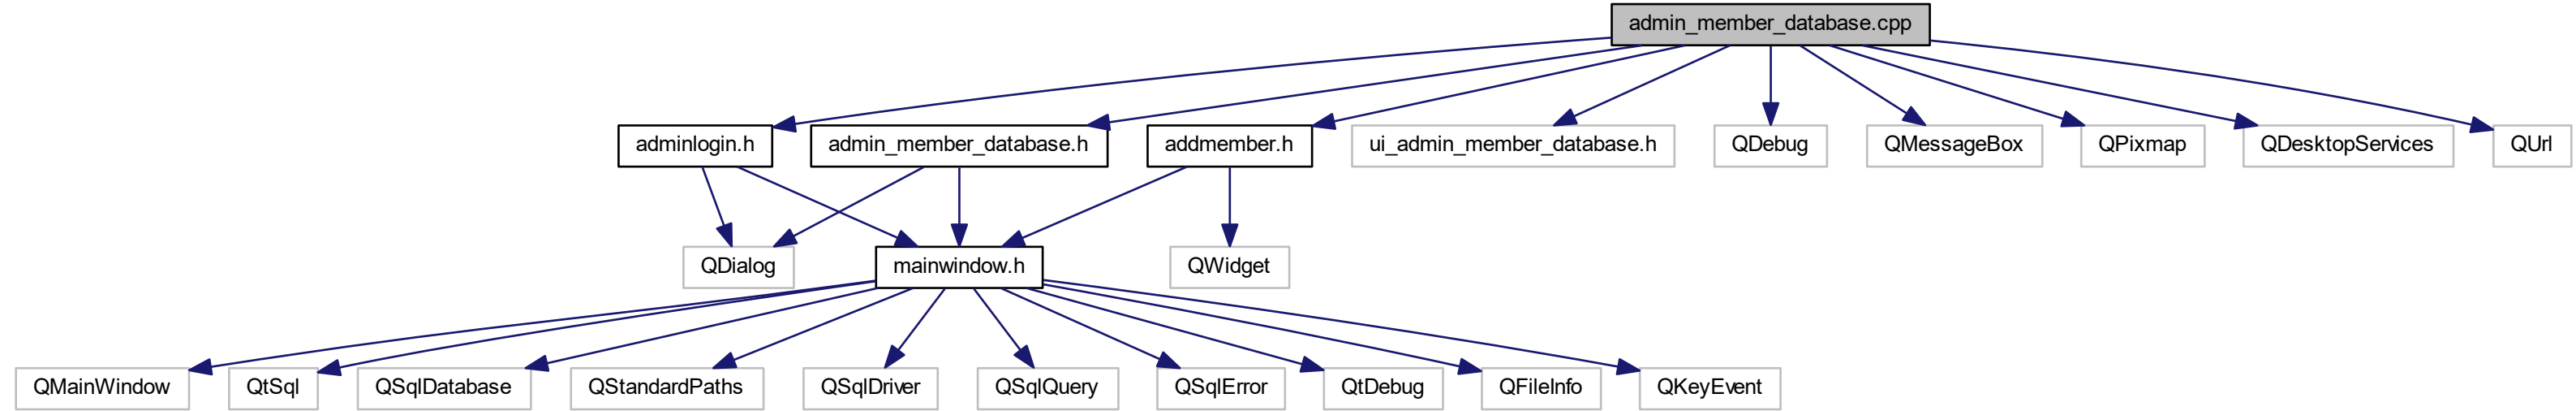 admin_member_database.cpp
adminlogin.h
admin_member_database.h
addmember.h
ui_admin_member_database.h
QDebug
QMessageBox
QPixmap
QDesktopServices
QUrl
QDialog
mainwindow.h
QWidget
QMainWindow
QtSql
QSqlDatabase
QStandardPaths
QSqlDriver
QSqlQuery
QSqlError
QtDebug
QFileInfo
QKeyEvent